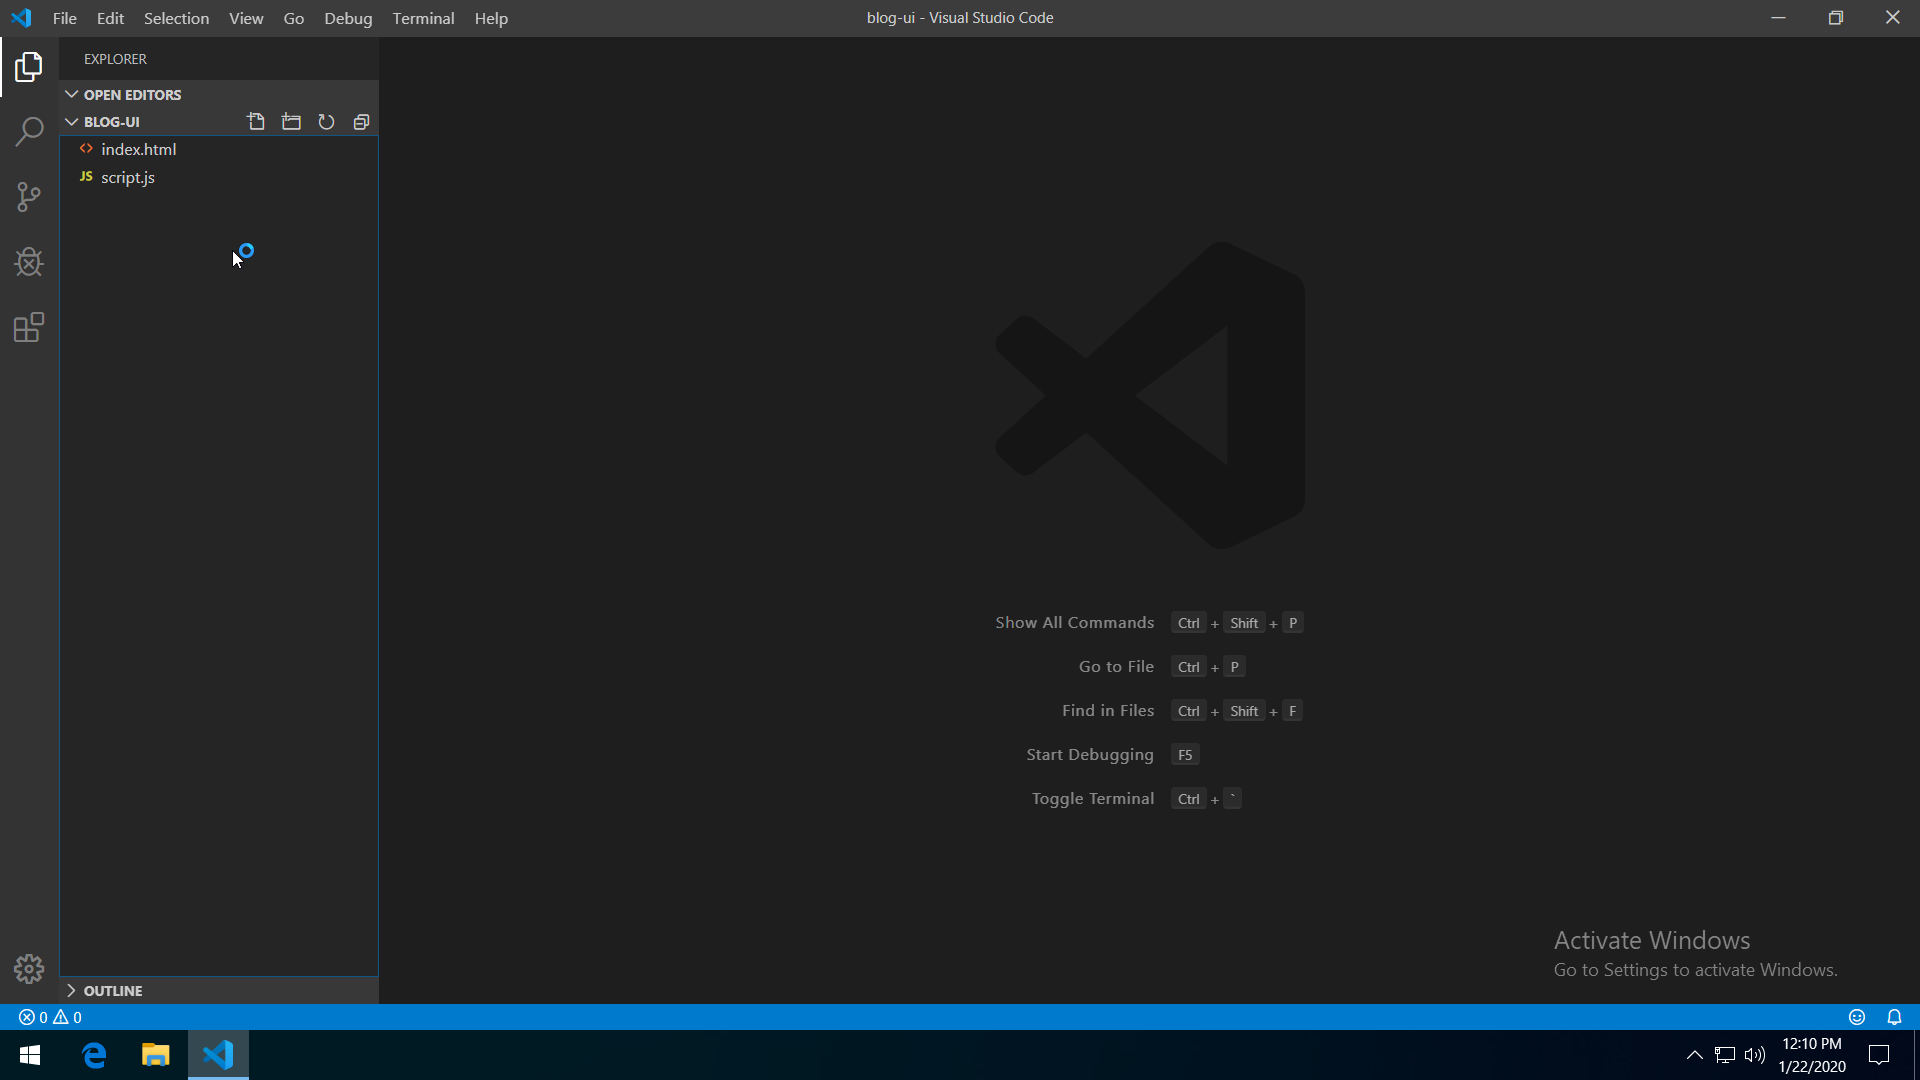 File Edit Selection View Go Debug Terminal Help
blog-ui - Visual Studio Code
EXPLORER
OPEN EDITORS
BLOG-UI
<> index.html
JS script.js
Show All Commands Ctrl + Shift + P
Go to File Ctrl + P
Find in Files Ctrl + Shift + F
Start Debugging F5
Toggle Terminal Ctrl + `
Activate Windows
Go to Settings to activate Windows.
OUTLINE
0 0
12:10 PM
1/22/2020